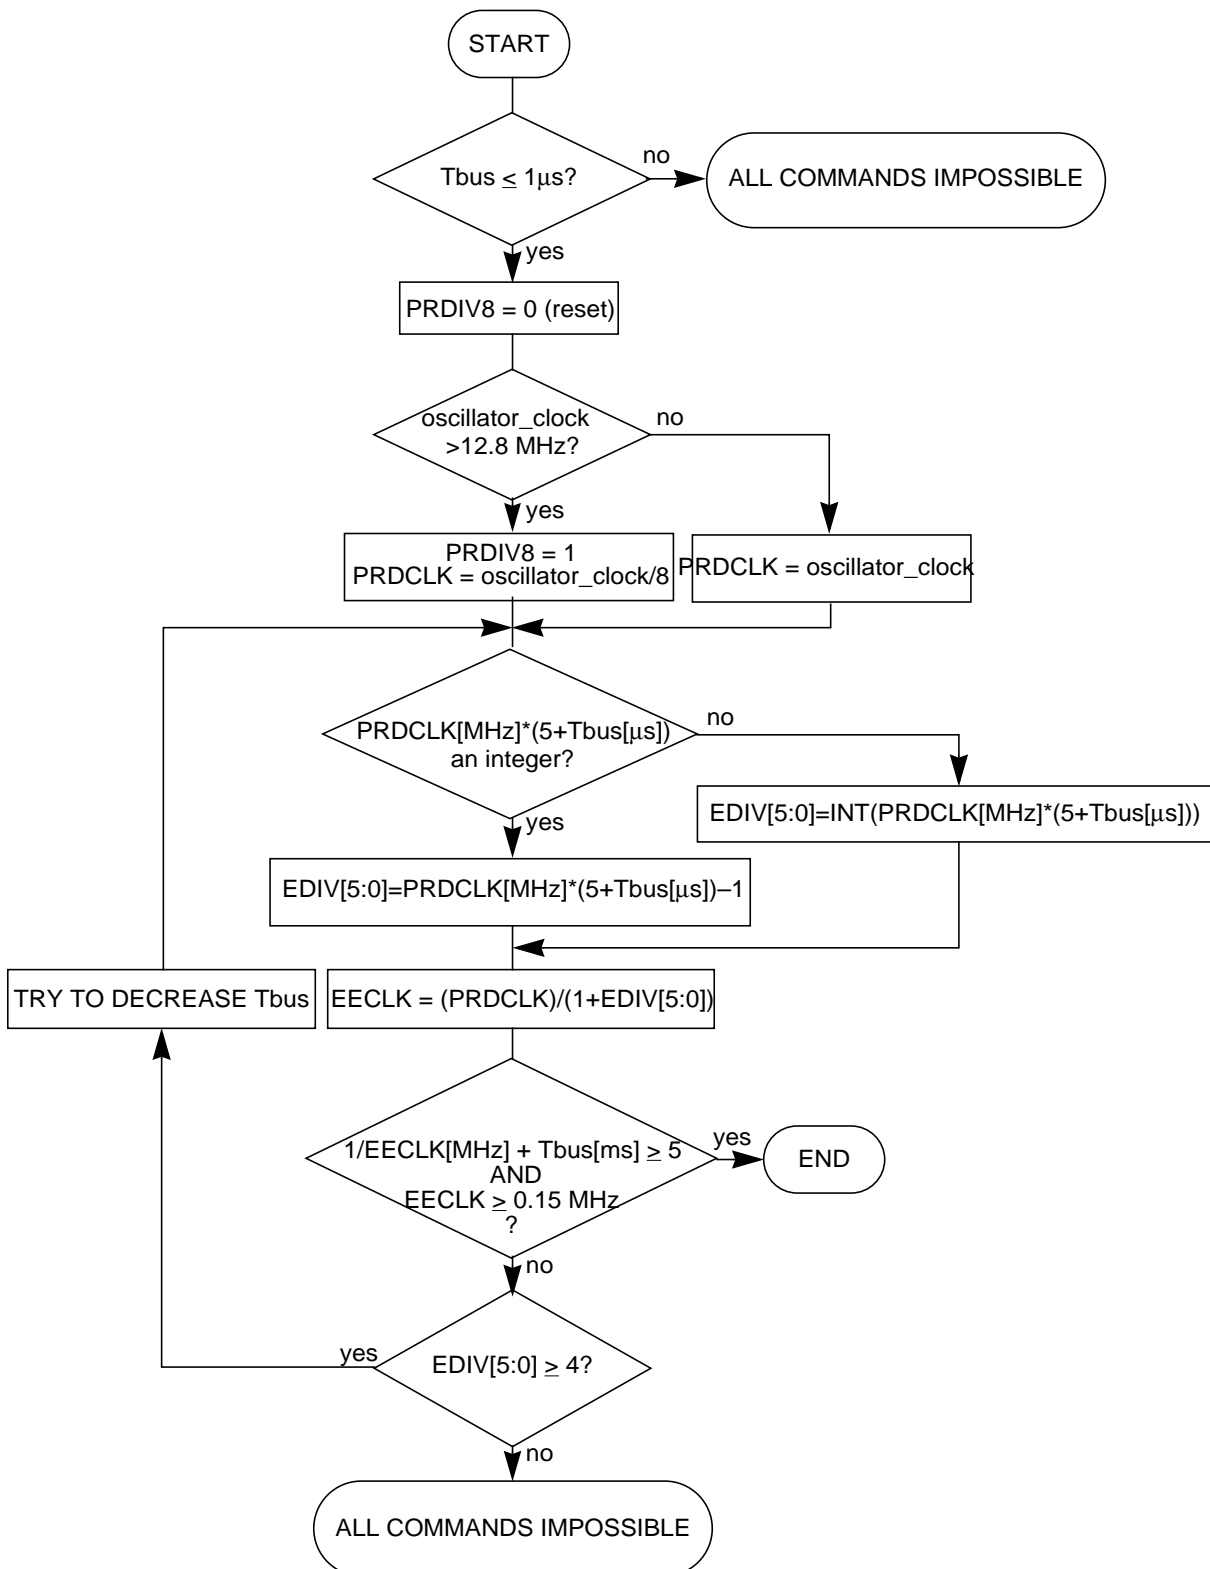 START
Tbus ≤ 1μs?
no
ALL COMMANDS IMPOSSIBLE
yes
PRDIV8 = 0 (reset)
oscillator_clock
>12.8 MHz?
no
yes
PRDIV8 = 1
PRDCLK = oscillator_clock/8
PRDCLK = oscillator_clock
PRDCLK[MHz]*(5+Tbus[μs])
an integer?
no
yes
EDIV[5:0]=INT(PRDCLK[MHz]*(5+Tbus[μs]))
EDIV[5:0]=PRDCLK[MHz]*(5+Tbus[μs])–1
TRY TO DECREASE Tbus
EECLK = (PRDCLK)/(1+EDIV[5:0])
1/EECLK[MHz] + Tbus[ms] ≥ 5
AND
EECLK ≥ 0.15 MHz
?
yes
END
no
EDIV[5:0] ≥ 4?
yes
no
ALL COMMANDS IMPOSSIBLE